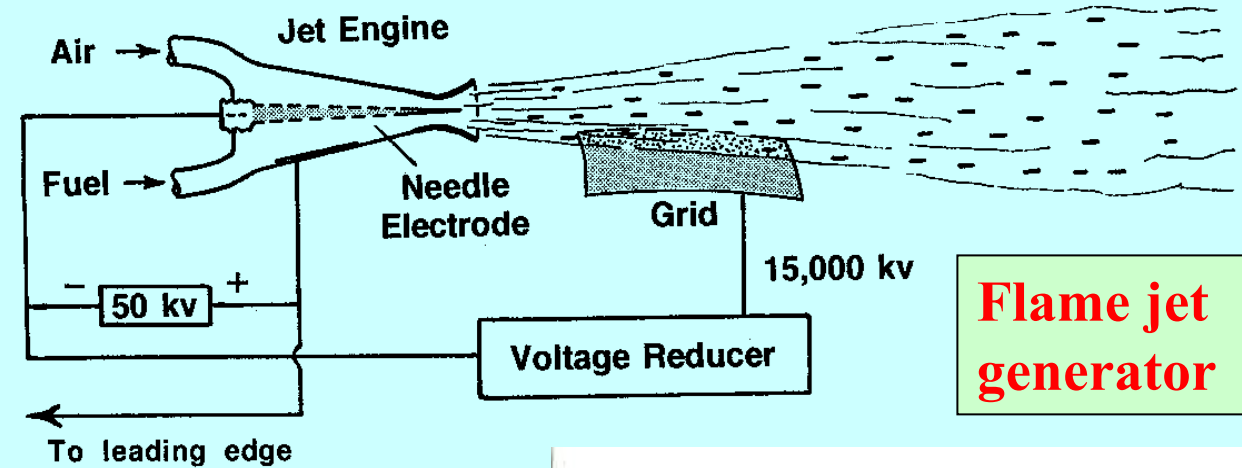 Jet Engine
Air →
Fuel →
Needle
Electrode
Grid
15,000 kv
− 50 kv +
Voltage Reducer
Flame jet
generator
To leading edge